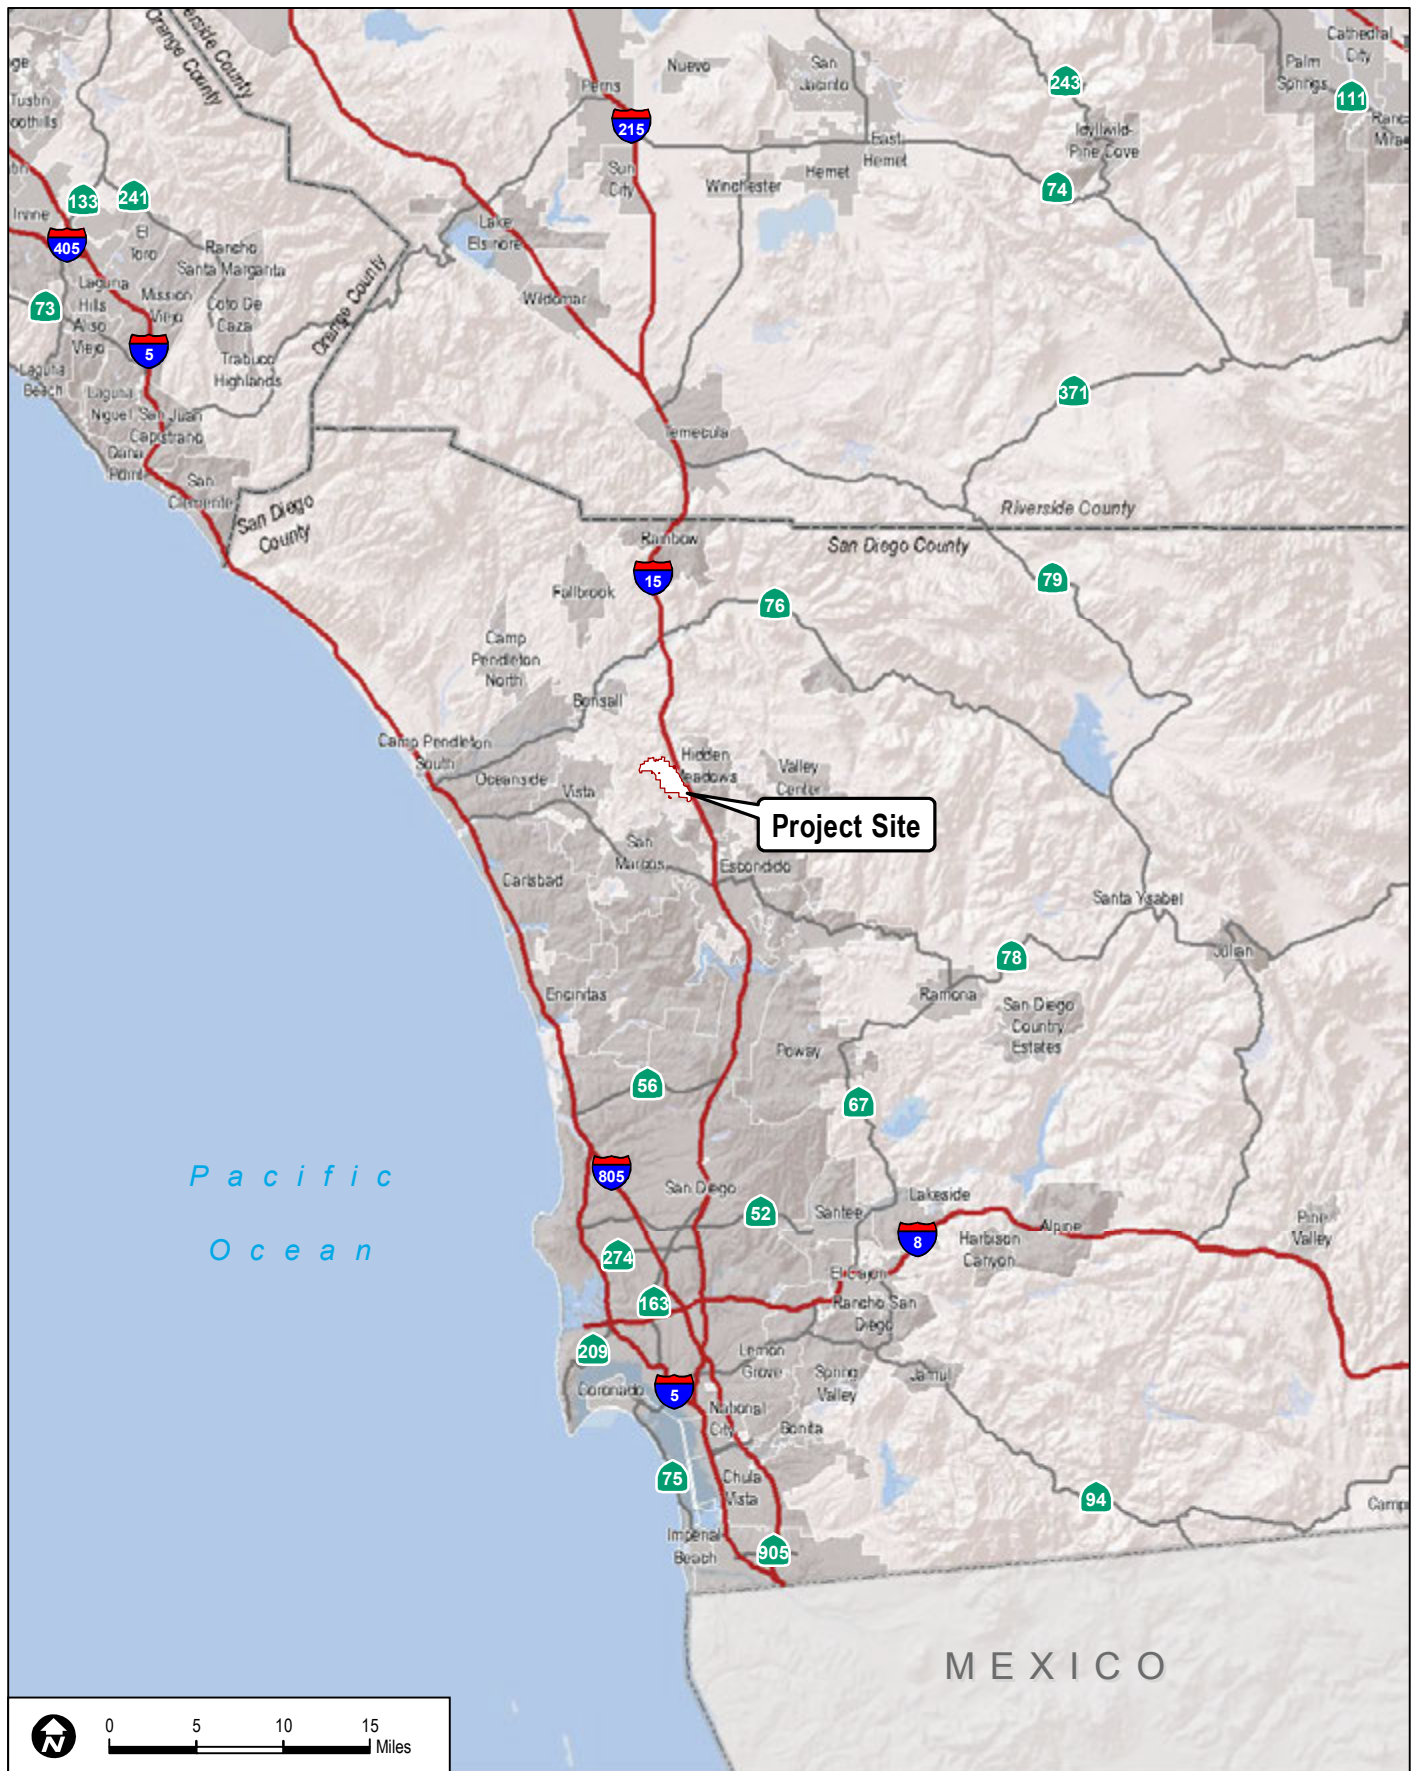 Cathedral
City
Palm
Springs
111
243
San
Jacinto
Nuevo
Perris
215
Riverside County
Orange County
Tustin
Foothills
Idyllwild-
Pine Cove
East
Hemet
Hemet
Winchester
Sun
City
74
133
241
Irvine
405
El
Toro
Rancho
Santa Margarita
Lake
Elsinore
Laguna
Hills
Mission
Viejo
Coto De
Caza
Wildomar
73
Aliso
Viejo
5
Orange County
Trabuco
Highlands
Laguna
Beach
Laguna
Niguel
San Juan
Capistrano
371
Temecula
Dana
Point
San
Clemente
San Diego
County
Riverside County
San Diego County
Rainbow
15
Fallbrook
79
76
Camp
Pendleton
North
Bonsall
Camp Pendleton
South
Oceanside
Vista
Hidden
Meadows
Valley
Center
Project Site
San
Marcos
Escondido
Carlsbad
Santa Ysabel
78
Julian
Encinitas
Ramona
San Diego
Country
Estates
Poway
56
67
Pacific
Ocean
805
San Diego
52
Santee
Lakeside
8
Harbison
Canyon
Alpine
Pine
Valley
274
El Cajon
163
Rancho San
Diego
209
Lemon
Grove
Spring
Valley
Jamul
Coronado
5
National
City
Bonita
75
Chula
Vista
94
Imperial
Beach
905
MEXICO
N
0 5 10 15
Miles